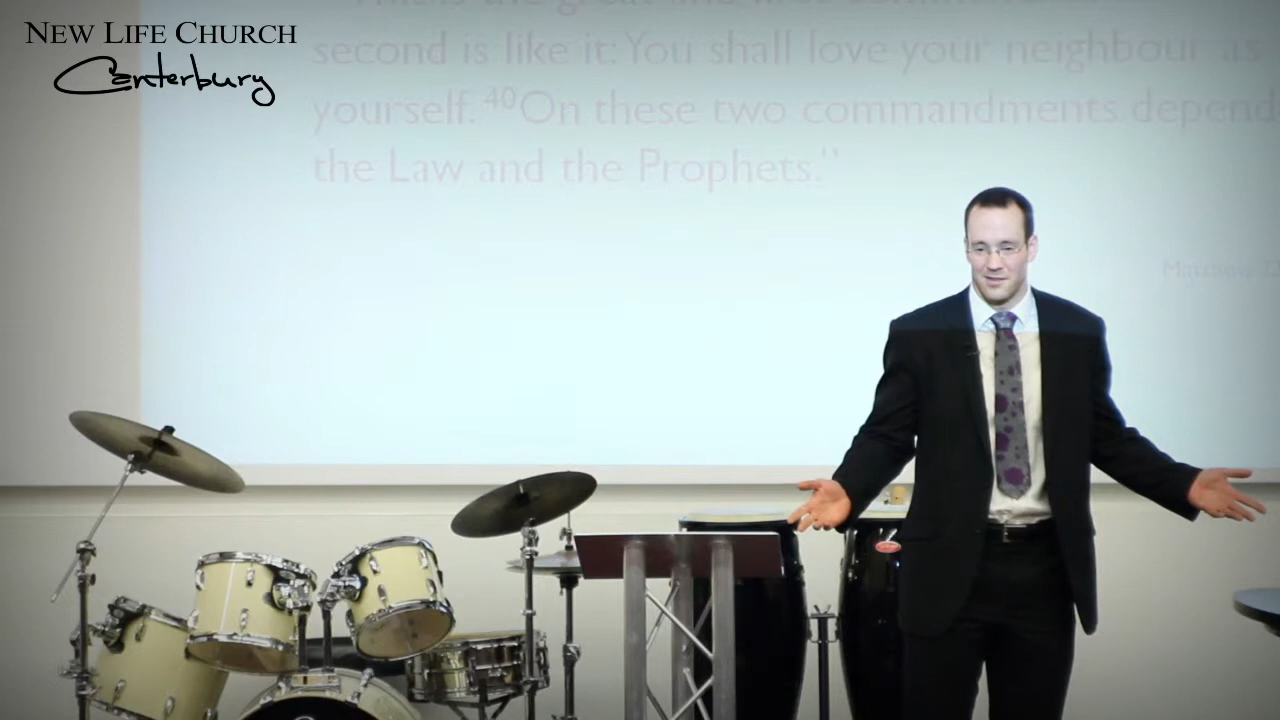 NEW LIFE CHURCH
Canterbury
second is like it: You shall love your neighbour as
yourself. 40 On these two commandments depend
the Law and the Prophets."
Matthew